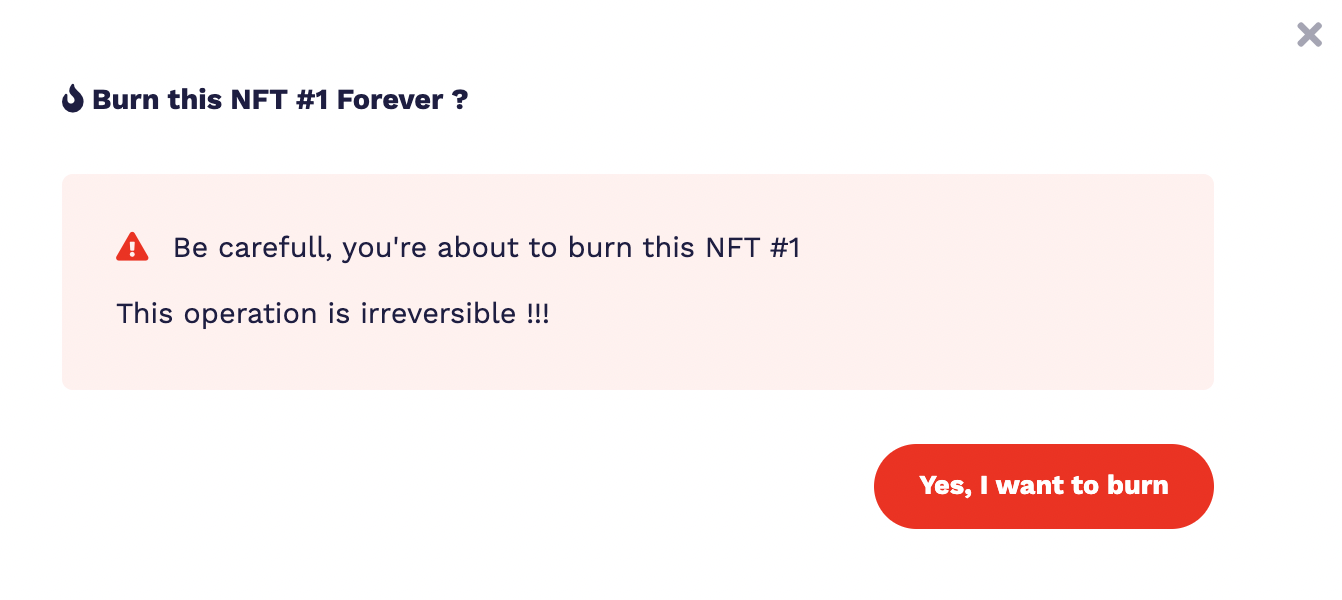 Burn this NFT #1 Forever ?
Be carefull, you're about to burn this NFT #1
This operation is irreversible !!!
Yes, I want to burn